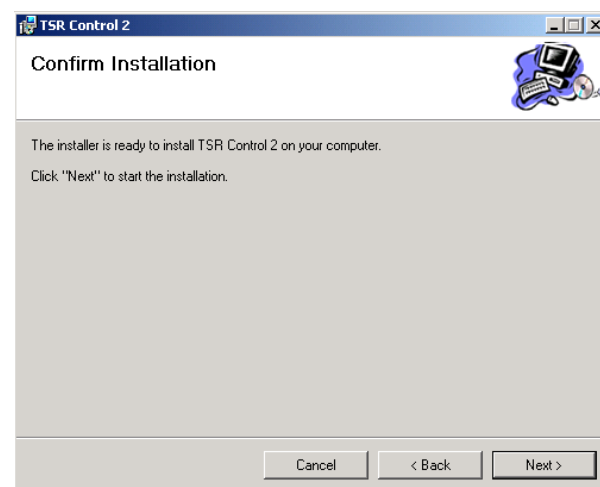 TSR Control 2
Confirm Installation
The installer is ready to install TSR Control 2 on your computer.
Click "Next" to start the installation.
Cancel
< Back
Next >